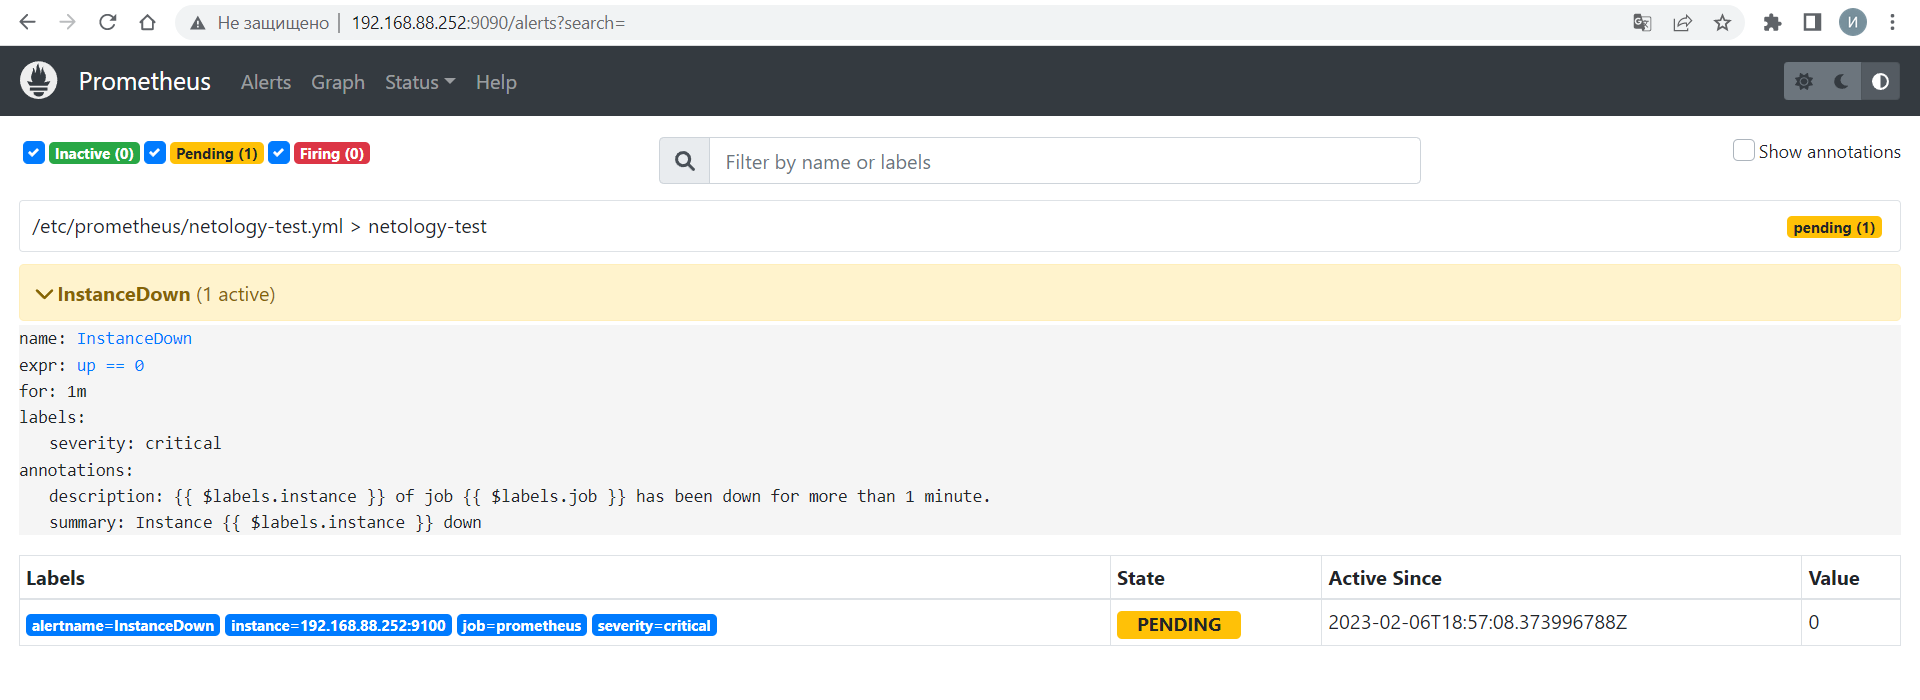 Не защищено 192.168.88.252:9090/alerts?search= И
Prometheus Alerts Graph Status Help
Inactive (0) Pending (1) Firing (0) Filter by name or labels Show annotations
/etc/prometheus/netology-test.yml > netology-test pending (1)
InstanceDown (1 active)
name: InstanceDown
expr: up == 0
for: 1m
labels:
severity: critical
annotations:
description: {{ $labels.instance }} of job {{ $labels.job }} has been down for more than 1 minute.
summary: Instance {{ $labels.instance }} down
Labels State Active Since Value
alertname=InstanceDown instance=192.168.88.252:9100 job=prometheus severity=critical PENDING 2023-02-06T18:57:08.373996788Z 0